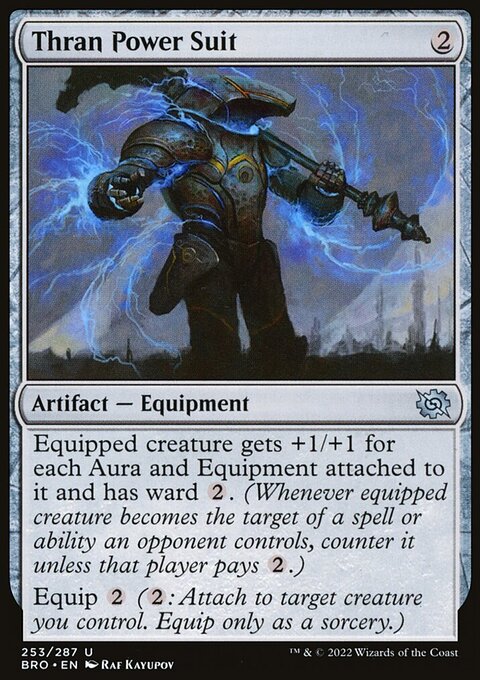 Thran Power Suit 2
Artifact — Equipment
Equipped creature gets +1/+1 for
each Aura and Equipment attached to
it and has ward 2. (Whenever equipped
creature becomes the target of a spell or
ability an opponent controls, counter it
unless that player pays 2.)
Equip 2 (2: Attach to target creature
you control. Equip only as a sorcery.)
253/287 U
BRO • EN Raf Kayupov
™ & © 2022 Wizards of the Coast